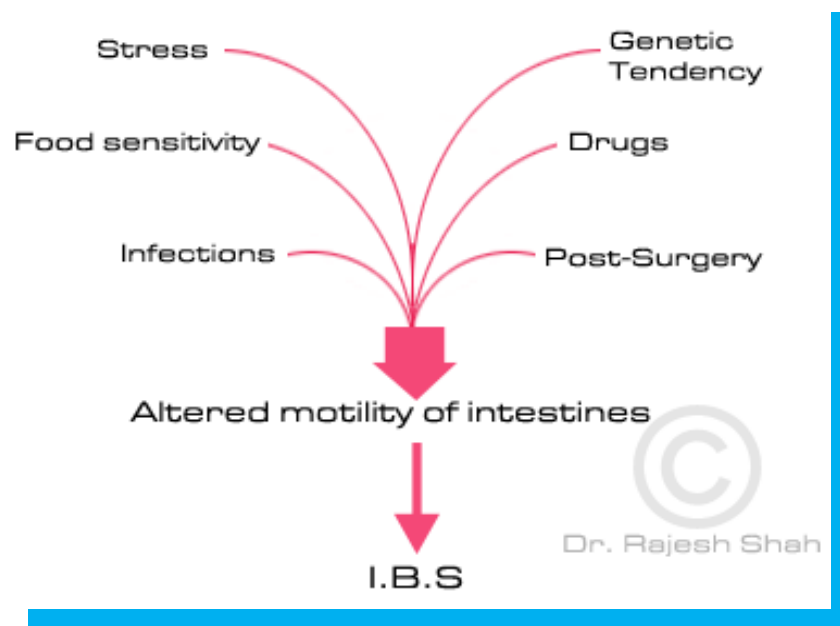 Stress
Genetic
Tendency
Food sensitivity
Drugs
Infections
Post-Surgery
Altered motility of intestines
©
Dr. Rajesh Shah
I.B.S